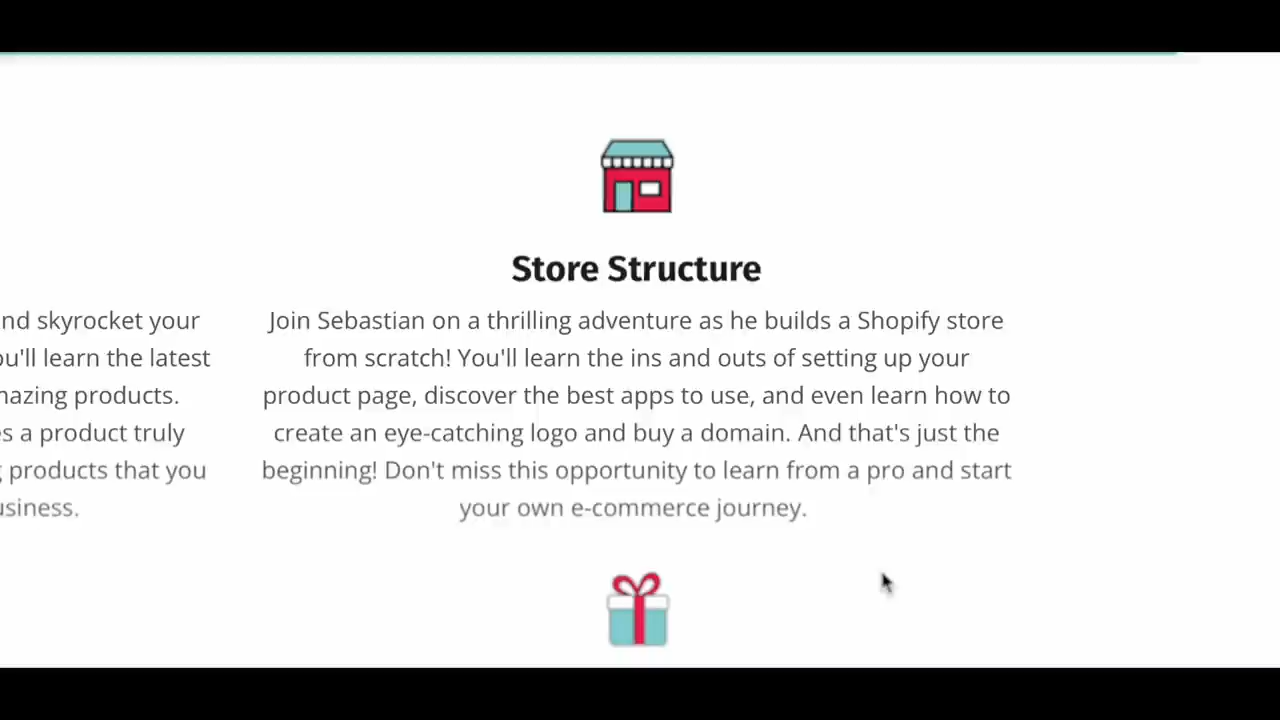 Store Structure
nd skyrocket your
ou'll learn the latest
nazing products.
es a product truly
g products that you
usiness.
Join Sebastian on a thrilling adventure as he builds a Shopify store
from scratch! You'll learn the ins and outs of setting up your
product page, discover the best apps to use, and even learn how to
create an eye-catching logo and buy a domain. And that's just the
beginning! Don't miss this opportunity to learn from a pro and start
your own e-commerce journey.